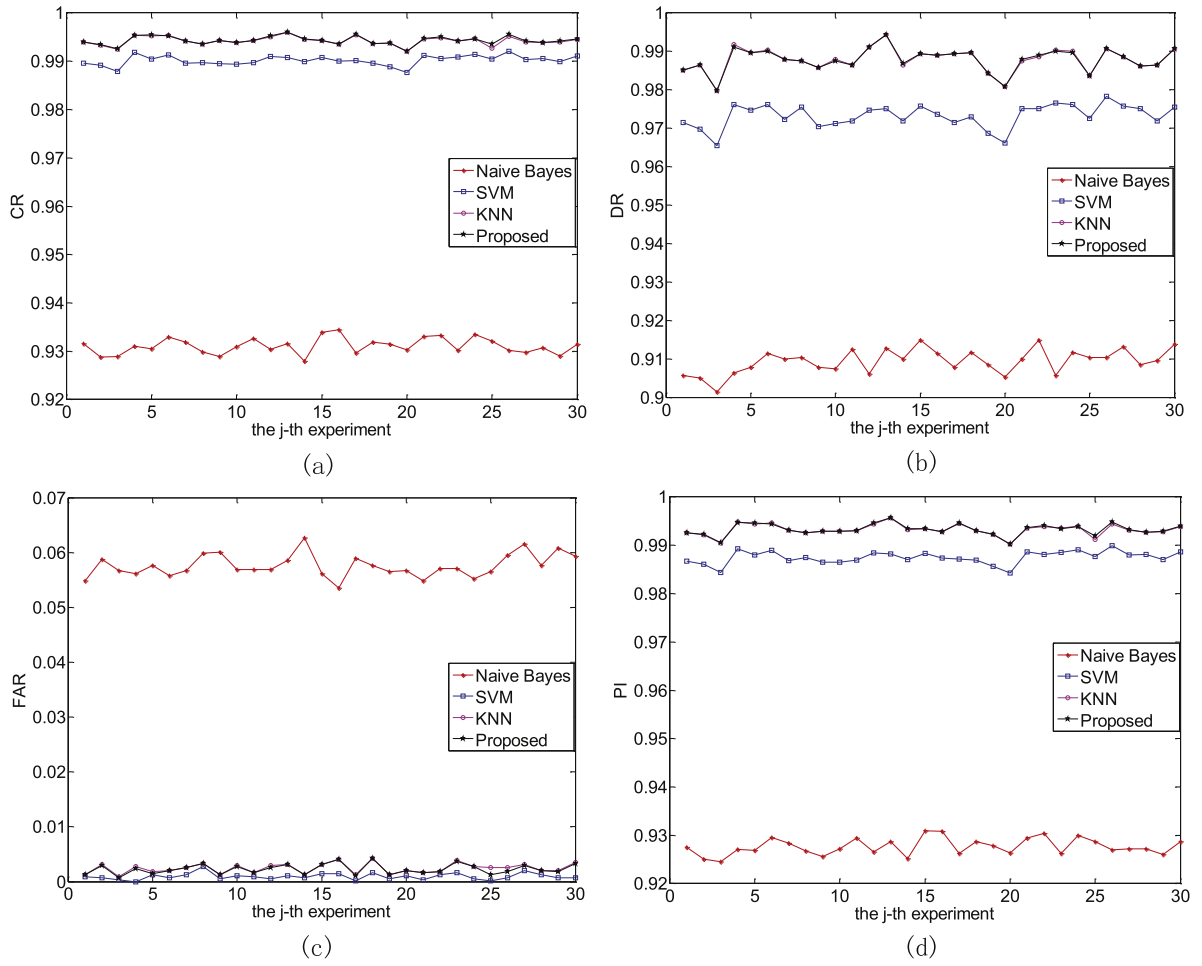 1
0.99
0.98
0.97
0.96
0.95
0.94
0.93
0.92
CR
0 5 10 15 20 25 30
the j-th experiment
Naive Bayes
SVM
KNN
Proposed
(a)
1
0.99
0.98
0.97
0.96
0.95
0.94
0.93
0.92
0.91
0.9
DR
0 5 10 15 20 25 30
the j-th experiment
Naive Bayes
SVM
KNN
Proposed
(b)
0.07
0.06
0.05
0.04
0.03
0.02
0.01
0
FAR
0 5 10 15 20 25 30
the j-th experiment
Naive Bayes
SVM
KNN
Proposed
(c)
1
0.99
0.98
0.97
0.96
0.95
0.94
0.93
0.92
PI
0 5 10 15 20 25 30
the j-th experiment
Naive Bayes
SVM
KNN
Proposed
(d)